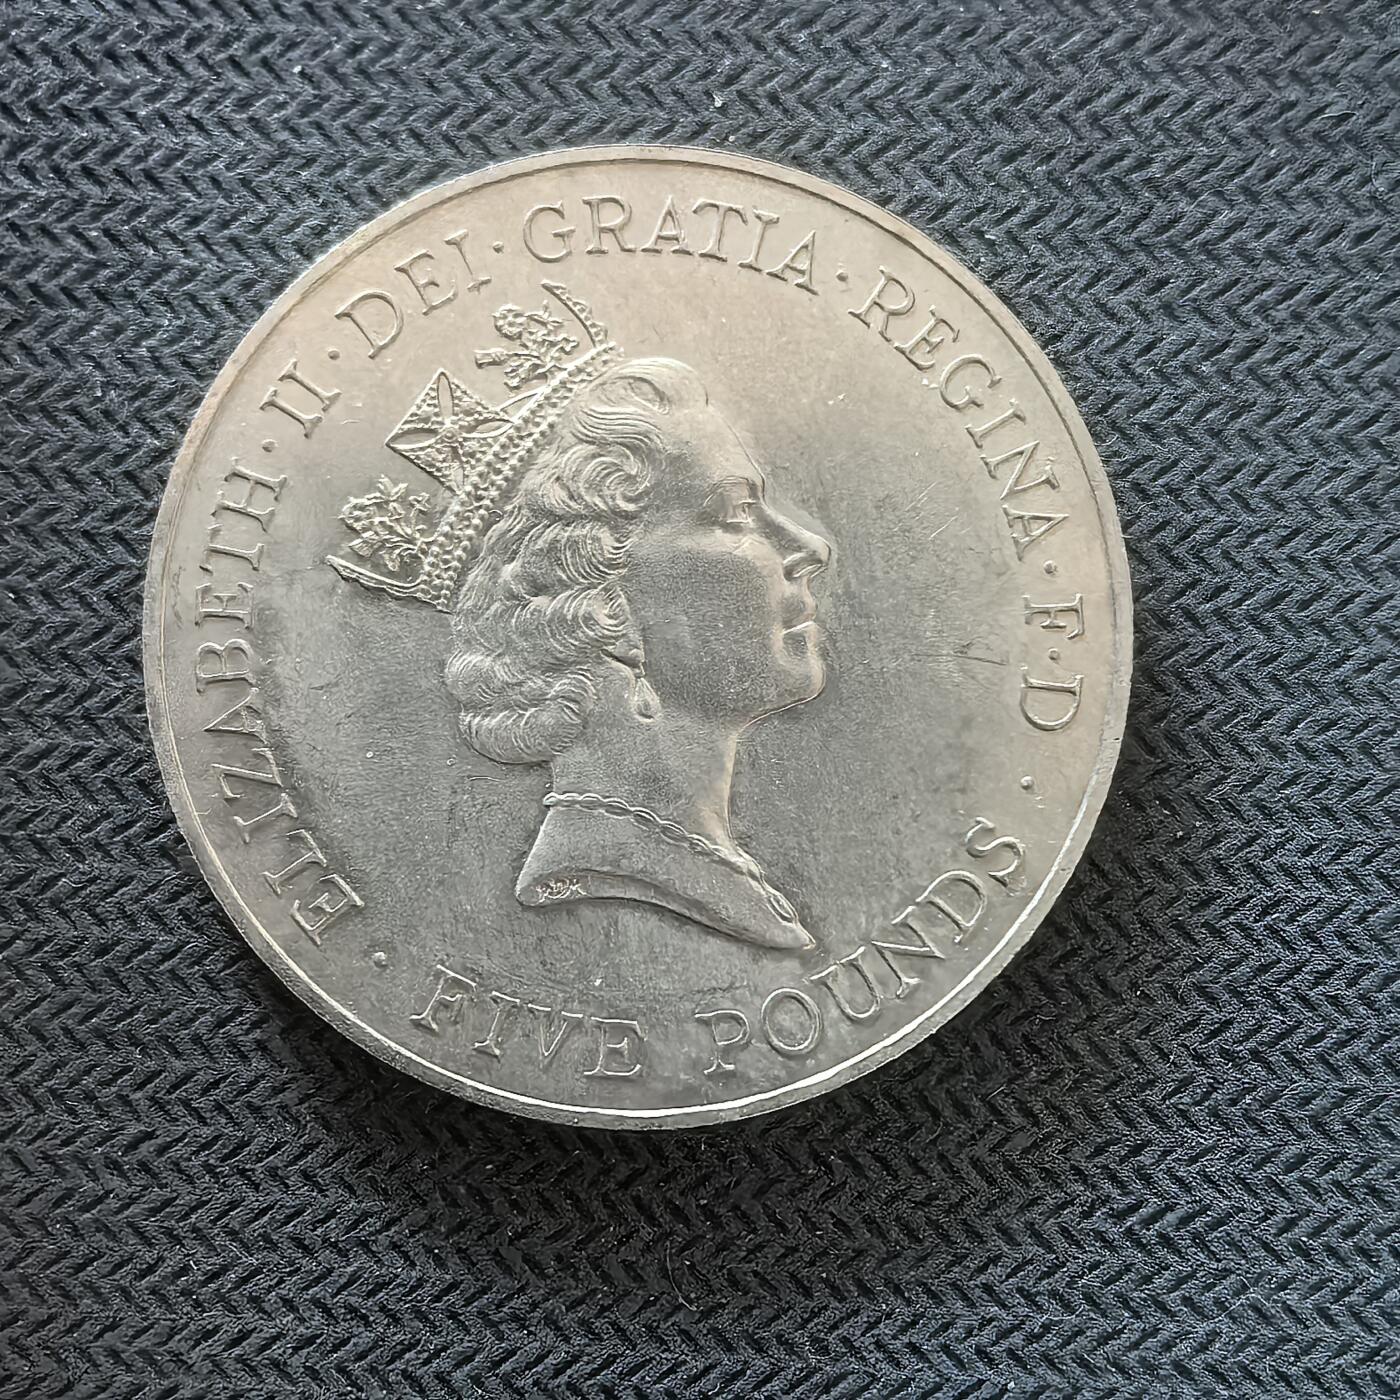 ELIZABETH·II·DEI·GRATIA·REGINA·F·D·
·FIVE POUNDS